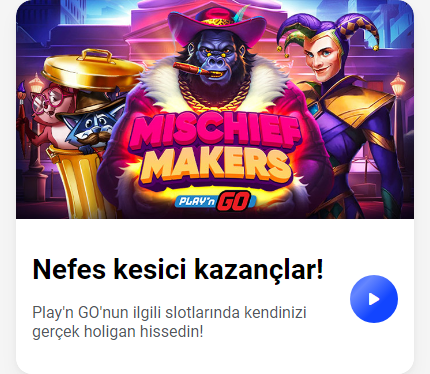 MISCHIEF
MAKERS
PLAY'n GO
Nefes kesici kazançlar!
Play'n GO'nun ilgili slotlarında kendinizi
gerçek holigan hissedin!